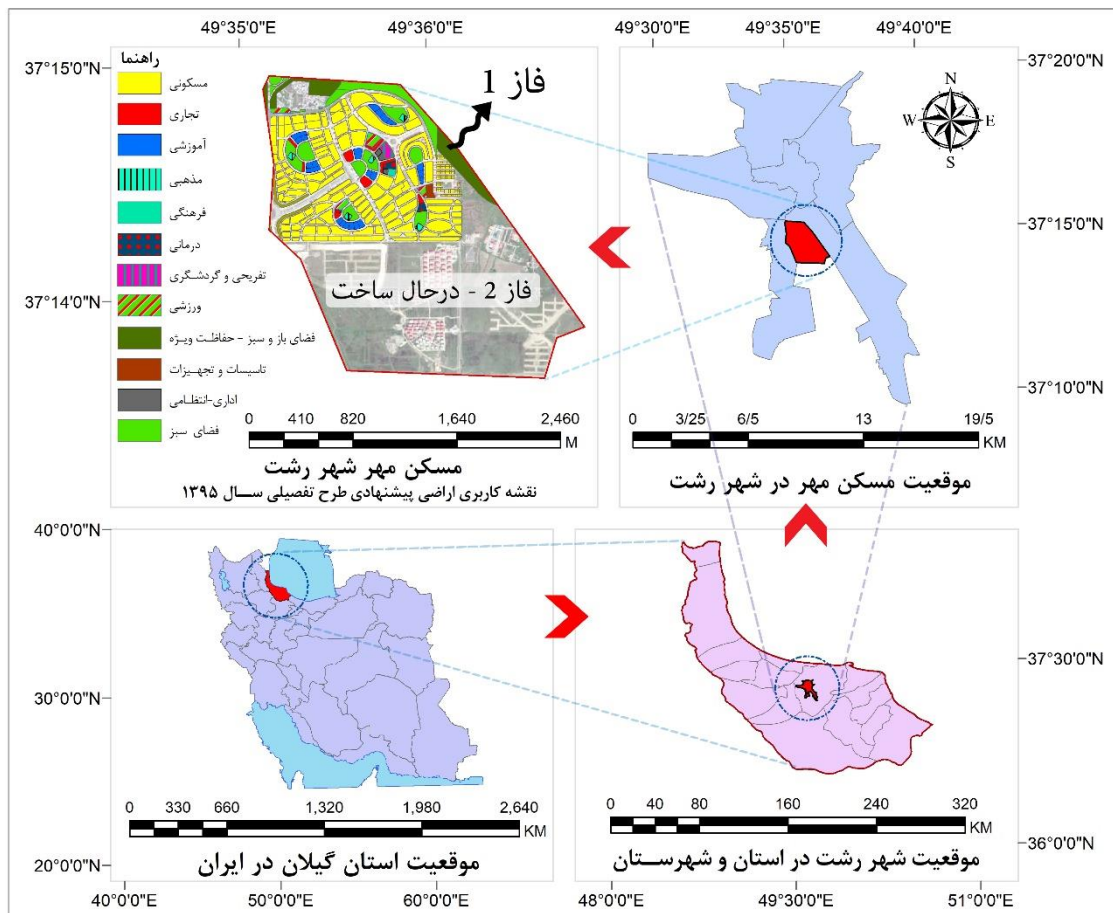 49°35'0"E 49°36'0"E
37°15'0"N
37°14'0"N
راهنما
مسکونی
تجاری
آموزشی
مذهبی
فرهنگی
درمانی
تفریحی و گردشگری
ورزشی
فضای باز و سبز - حفاظت ویژه
تاسیسات و تجهیزات
اداری-انتظامی
فضای سبز
فاز 1
فاز 2 - درحال ساخت
0 410 820 1,640 2,460
M
مسکن مهر شهر رشت
نقشه کاربری اراضی پیشنهادی طرح تفصیلی سال ۱۳۹۵
49°30'0"E 49°35'0"E 49°40'0"E
37°20'0"N
37°15'0"N
37°10'0"N
N
W E
S
0 3/25 6/5 13 19/5
KM
موقعیت مسکن مهر در شهر رشت
40°0'0"N
30°0'0"N
20°0'0"N
0 330 660 1,320 1,980 2,640
KM
موقعیت استان گیلان در ایران
40°0'0"E 50°0'0"E 60°0'0"E
37°30'0"N
36°0'0"N
0 40 80 160 240 320
KM
موقعیت شهر رشت در استان و شهرستان
48°0'0"E 49°30'0"E 51°0'0"E